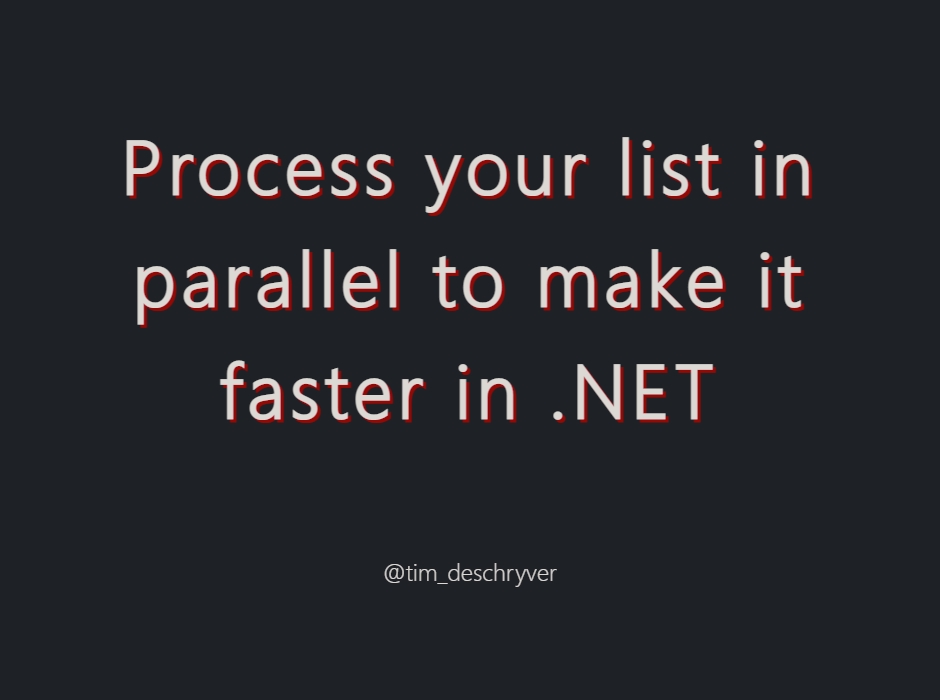 Process your list in
parallel to make it
faster in .NET
@tim_deschryver